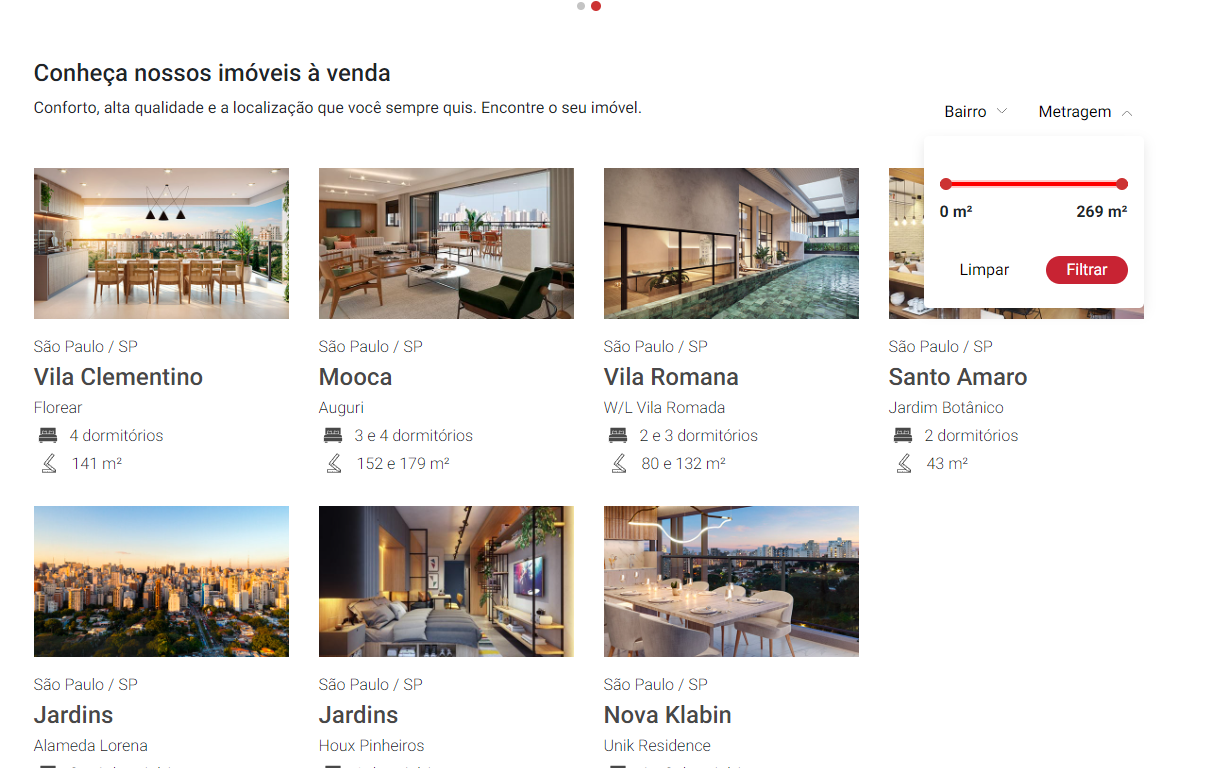 Conheça nossos imóveis à venda
Conforto, alta qualidade e a localização que você sempre quis. Encontre o seu imóvel.
Bairro
Metragem
0 m²
269 m²
Limpar
Filtrar
São Paulo / SP
Vila Clementino
Florear
4 dormitórios
141 m²
São Paulo / SP
Mooca
Auguri
3 e 4 dormitórios
152 e 179 m²
São Paulo / SP
Vila Romana
W/L Vila Romada
2 e 3 dormitórios
80 e 132 m²
São Paulo / SP
Santo Amaro
Jardim Botânico
2 dormitórios
43 m²
São Paulo / SP
Jardins
Alameda Lorena
São Paulo / SP
Jardins
Houx Pinheiros
São Paulo / SP
Nova Klabin
Unik Residence